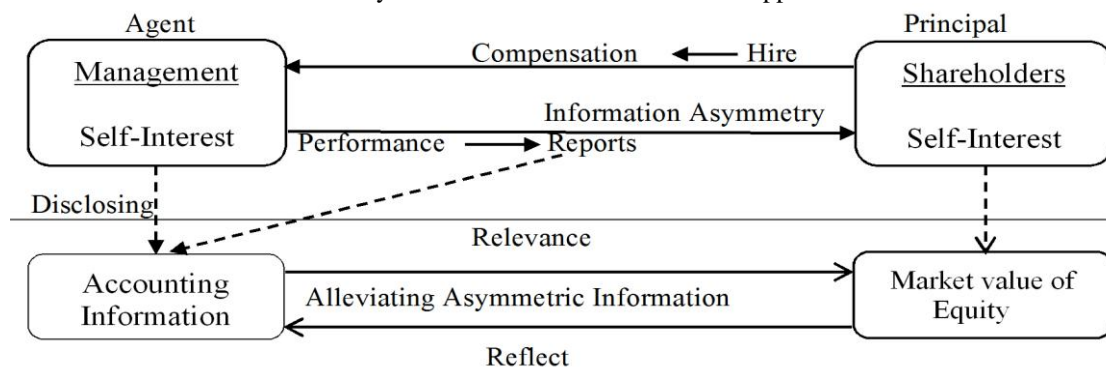 Agent
Principal
Management
Self-Interest
Compensation
Hire
Shareholders
Self-Interest
Information Asymmetry
Performance
Reports
Disclosing
Relevance
Accounting
Information
Alleviating Asymmetric Information
Market value of
Equity
Reflect